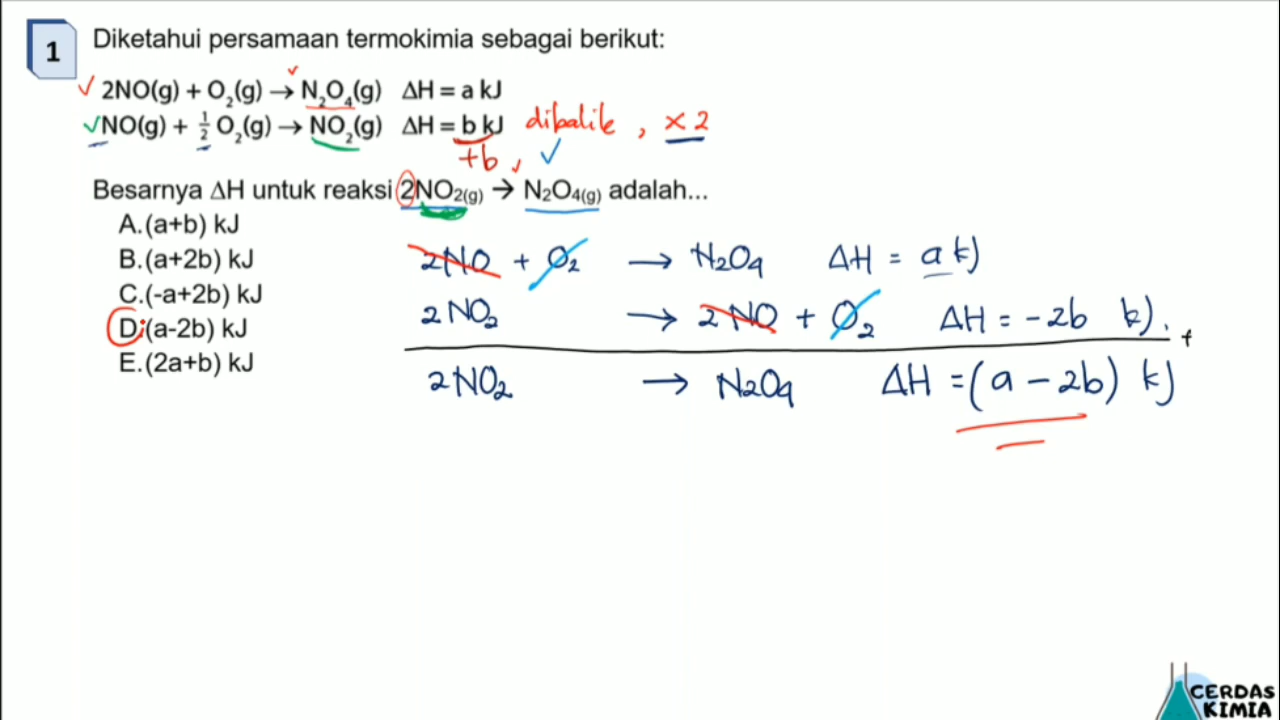 1
Diketahui persamaan termokimia sebagai berikut:
2NO(g) + O₂(g) → N₂O₄(g) ΔH = a kJ
NO(g) + ½ O₂(g) → NO₂(g) ΔH = b kJ dibalik, × 2
+b
Besarnya ΔH untuk reaksi 2NO₂(g) → N₂O₄(g) adalah...
A.(a+b) kJ
B.(a+2b) kJ
C.(-a+2b) kJ
D.(a-2b) kJ
E.(2a+b) kJ
2NO + O₂ → N₂O₄ ΔH = a kJ
2NO₂ → 2NO + O₂ ΔH = -2b kJ. +
2NO₂ → N₂O₄ ΔH = (a - 2b) kJ
CERDAS
KIMIA